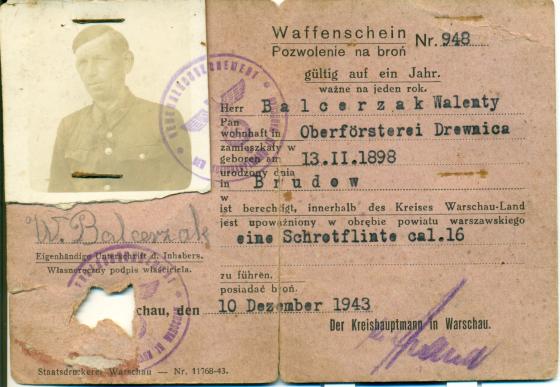 Waffenschein
Pozwolenie na broń
Nr. 948
gültig auf ein Jahr.
ważne na jeden rok.
Herr Balcerzak Walenty
Pan
wohnhaft in Oberförsterei Drewnica
zamieszkały w
geboren am 13.II.1898
urodzony dnia
in Brudow
w
ist berechtigt, innerhalb des Kreises Warschau-Land
jest upoważniony w obrębie powiatu warszawskiego
eine Schretflinte cal.16
W. Balcerzak
Eigenhändige Unterschrift d. Inhabers.
Własnoręczny podpis właściciela.
zu führen.
posiadać broń.
chau, den 10 Dezember 1943
Der Kreishauptmann in Warschau.
Staatsdruckerei Warschau — Nr. 11768-43.
GENERALGOUVERNEMENT